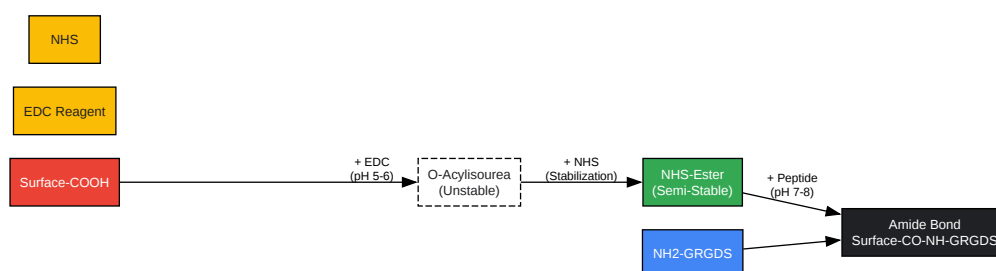 NHS
EDC Reagent
Surface-COOH
+ EDC
(pH 5-6)
O-Acylisourea
(Unstable)
+ NHS
(Stabilization)
NHS-Ester
(Semi-Stable)
+ Peptide
(pH 7-8)
NH2-GRGDS
Amide Bond
Surface-CO-NH-GRGDS